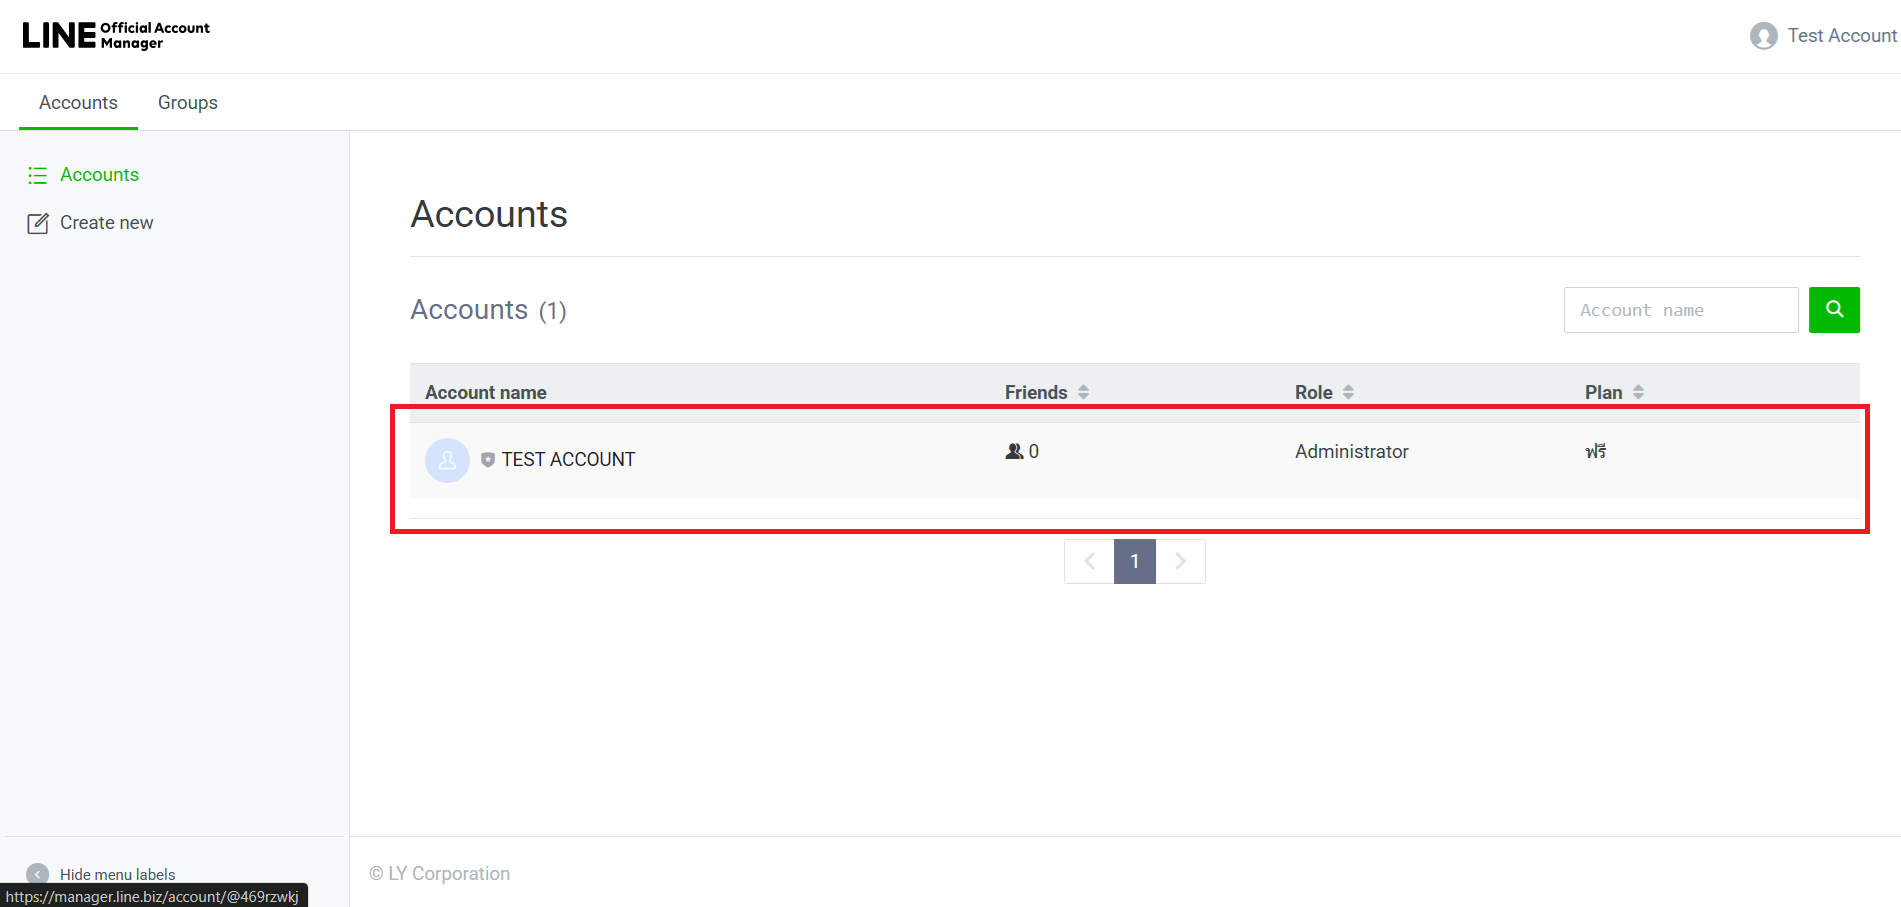 LINE Official Account Manager
Test Account
Accounts Groups
Accounts
Create new
Accounts
Accounts (1)
Account name
Account name Friends Role Plan
TEST ACCOUNT 0 Administrator ฟรี
1
Hide menu labels
© LY Corporation
https://manager.line.biz/account/@469rzwkj